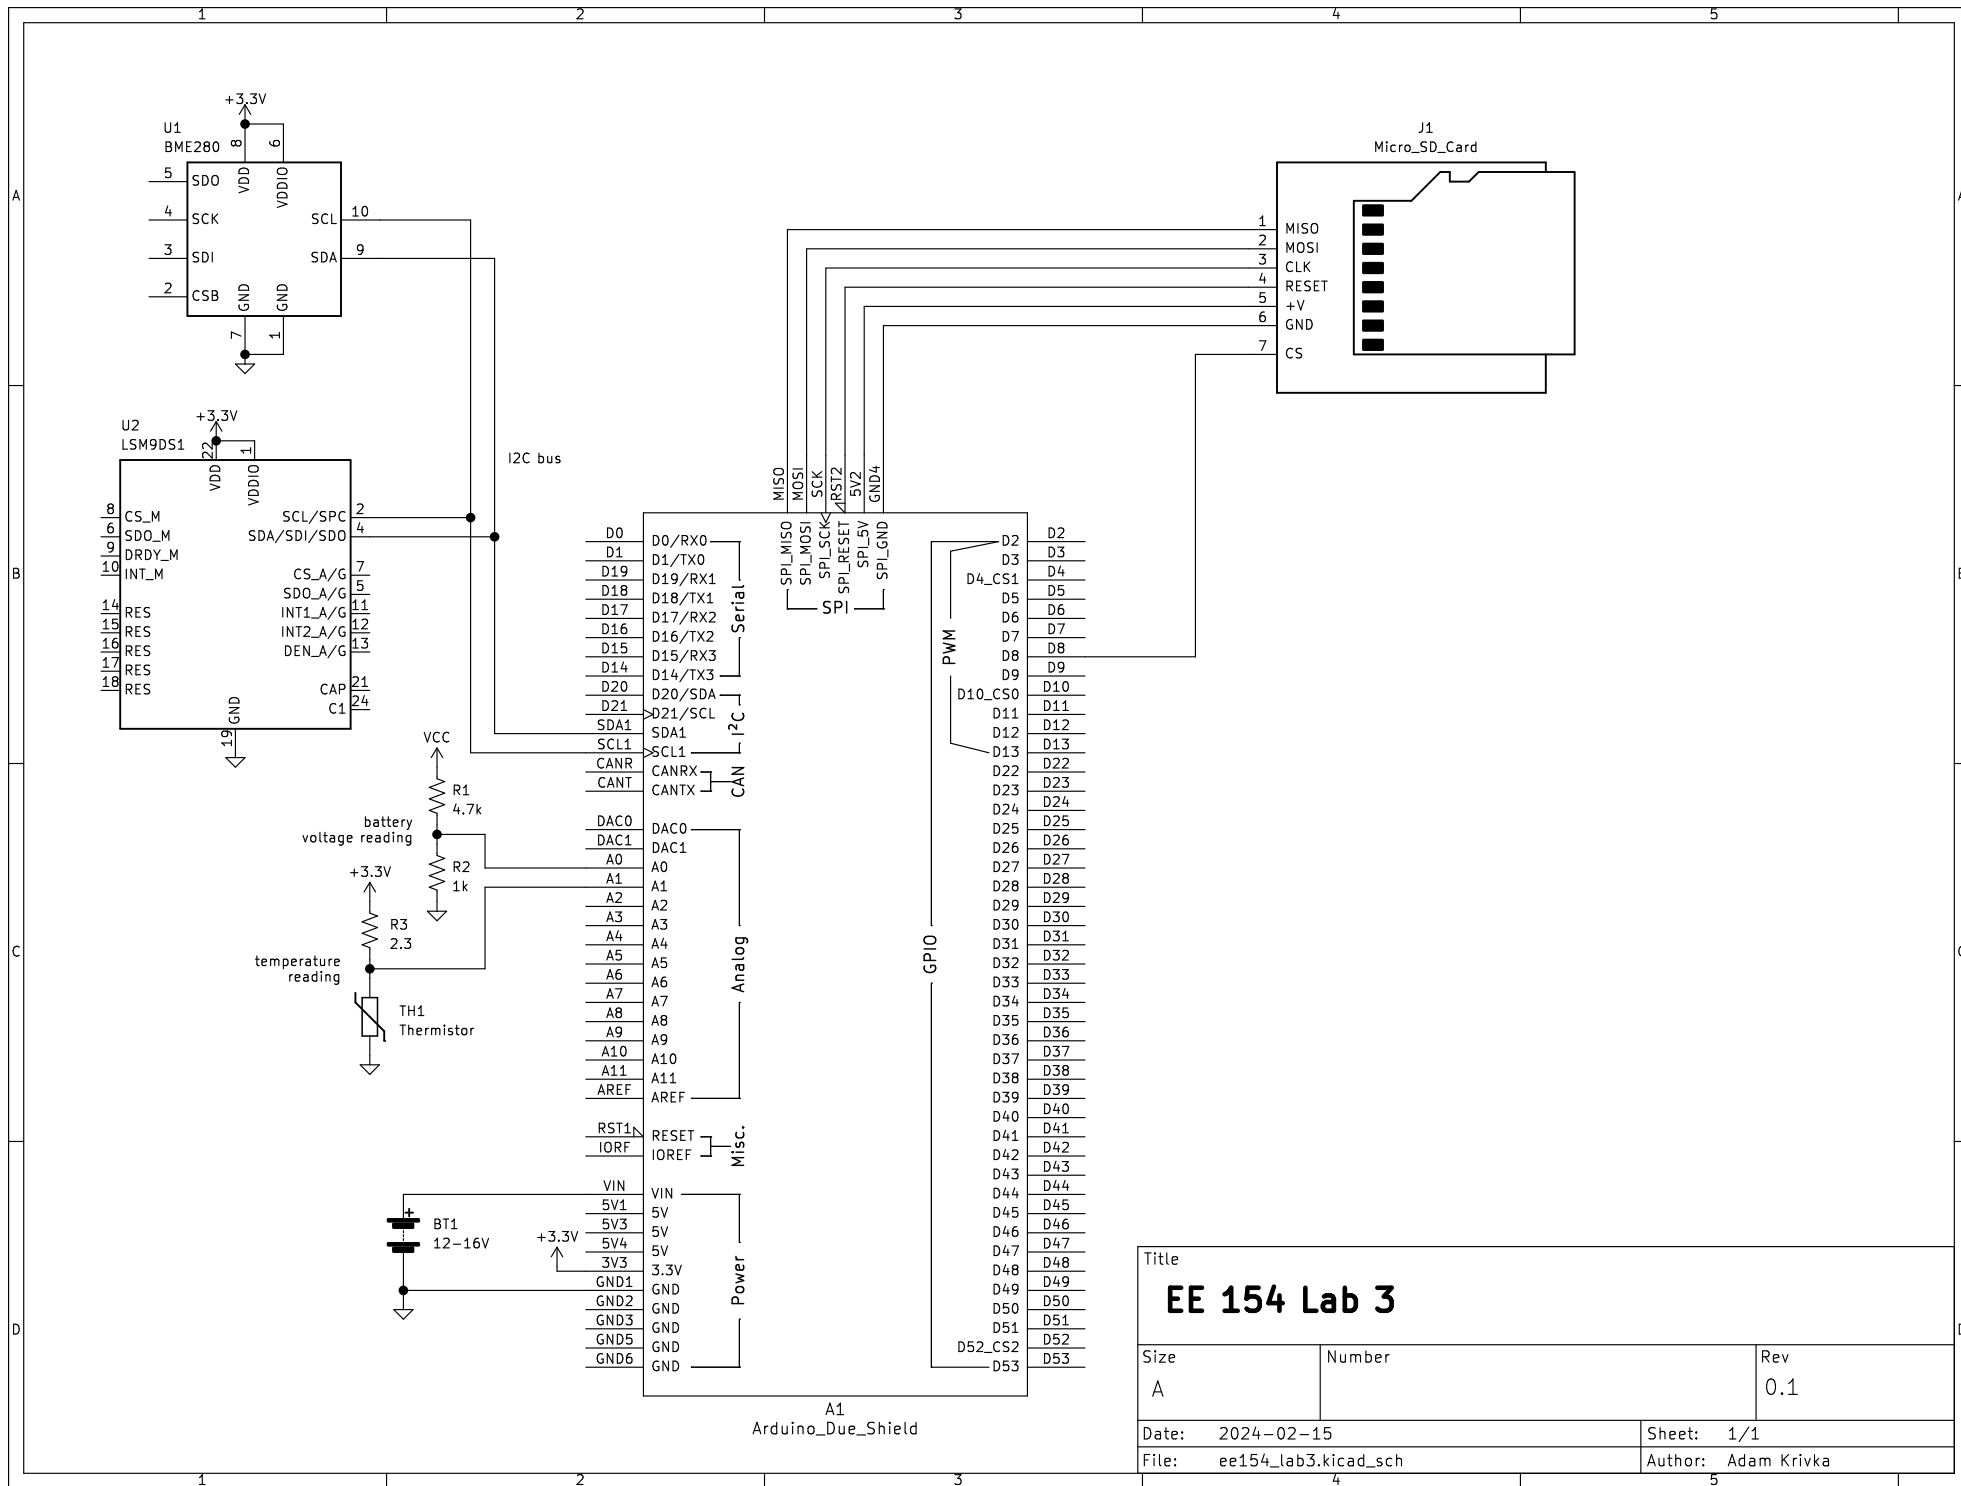 1 2 3 4 5
A
B
C
D
+3.3V
U1
BME280
8 VDD
6 VDDIO
5 SDO
4 SCK
3 SDI
2 CSB
SCL 10
SDA 9
GND 7
GND 1
+3.3V
U2
LSM9DS1
22 VDD
1 VDDIO
8 CS_M
6 SDO_M
9 DRDY_M
10 INT_M
14 RES
15 RES
16 RES
17 RES
18 RES
SCL/SPC 2
SDA/SDI/SDO 4
CS_A/G 7
SDO_A/G 5
INT1_A/G 11
INT2_A/G 12
DEN_A/G 13
CAP 21
C1 24
GND 19
I2C bus
VCC
R1
4.7k
battery
voltage reading
R2
1k
+3.3V
R3
2.3
temperature
reading
TH1
Thermistor
BT1
12-16V
+
+3.3V
J1
Micro_SD_Card
1 MISO
2 MOSI
3 CLK
4 RESET
5 +V
6 GND
7 CS
MISO SPI_MISO
MOSI SPI_MOSI
SCK SPI_SCK
RST2 SPI_RESET
5V2 SPI_5V
GND4 SPI_GND
SPI
D0 D0/RX0
D1 D1/TX0
D19 D19/RX1
D18 D18/TX1
D17 D17/RX2
D16 D16/TX2
D15 D15/RX3
D14 D14/TX3
Serial
D20 D20/SDA
D21 D21/SCL
SDA1 SDA1
SCL1 SCL1
I²C
CANR CANRX
CANT CANTX
CAN
DAC0 DAC0
DAC1 DAC1
A0 A0
A1 A1
A2 A2
A3 A3
A4 A4
A5 A5
A6 A6
A7 A7
A8 A8
A9 A9
A10 A10
A11 A11
AREF AREF
Analog
RST1 RESET
IORF IOREF
Misc.
VIN VIN
5V1 5V
5V3 5V
5V4 5V
3V3 3.3V
GND1 GND
GND2 GND
GND3 GND
GND5 GND
GND6 GND
Power
PWM
GPIO
D2 D2
D3 D3
D4_CS1 D4
D5 D5
D6 D6
D7 D7
D8 D8
D9 D9
D10_CS0 D10
D11 D11
D12 D12
D13 D13
D22 D22
D23 D23
D24 D24
D25 D25
D26 D26
D27 D27
D28 D28
D29 D29
D30 D30
D31 D31
D32 D32
D33 D33
D34 D34
D35 D35
D36 D36
D37 D37
D38 D38
D39 D39
D40 D40
D41 D41
D42 D42
D43 D43
D44 D44
D45 D45
D46 D46
D47 D47
D48 D48
D49 D49
D50 D50
D51 D51
D52_CS2 D52
D53 D53
A1
Arduino_Due_Shield
Title
EE 154 Lab 3
Size
A
Number
Rev
0.1
Date: 2024-02-15
Sheet: 1/1
File: ee154_lab3.kicad_sch
Author: Adam Krivka
1 2 3 4 5